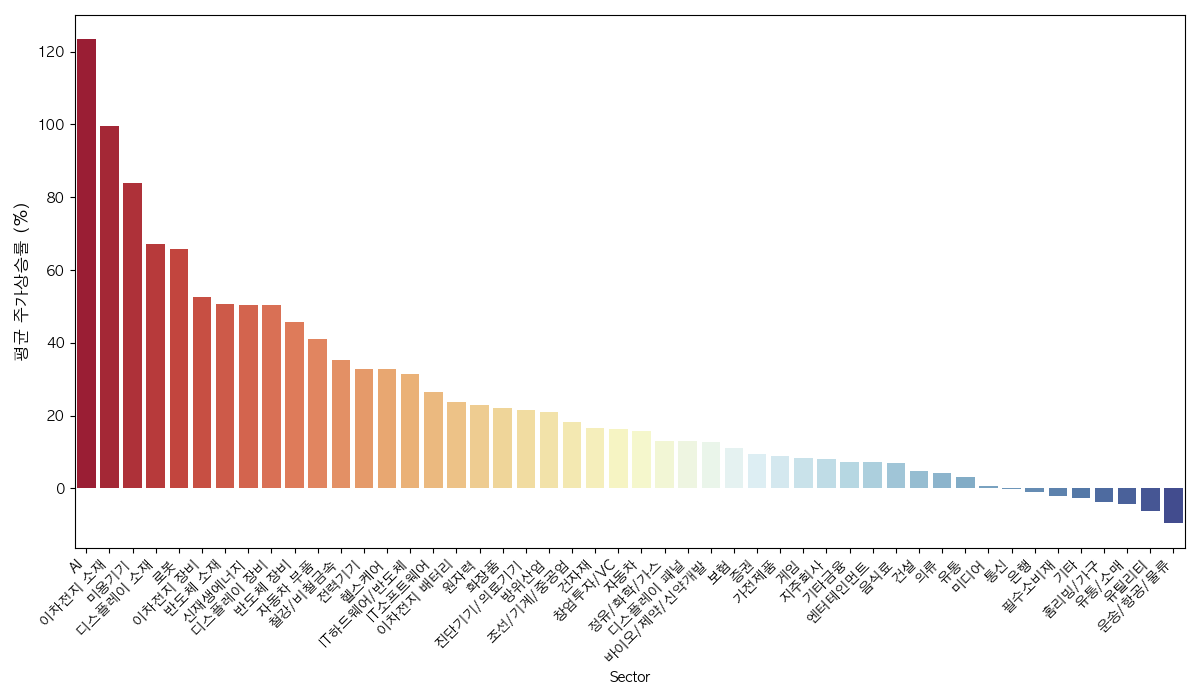 평균 주가상승률 (%)
120
100
80
60
40
20
0
AI
이차전지 소재
미용기기
디스플레이 소재
로봇
이차전지 장비
반도체 소재
신재생에너지
디스플레이 장비
반도체 장비
자동차 부품
철강/비철금속
전력기기
헬스케어
IT하드웨어/반도체
IT소프트웨어
이차전지 배터리
원자력
화장품
진단기기/의료기기
방위산업
조선/기계/중공업
건자재
창업투자/VC
자동차
정유/화학/가스
디스플레이 패널
바이오/제약/신약개발
보험
증권
가전제품
게임
지주회사
기타금융
엔터테인먼트
음식료
건설
의류
유통
미디어
통신
은행
필수소비재
기타
홈리빙/가구
유통/소매
유틸리티
운송/항공/물류
Sector